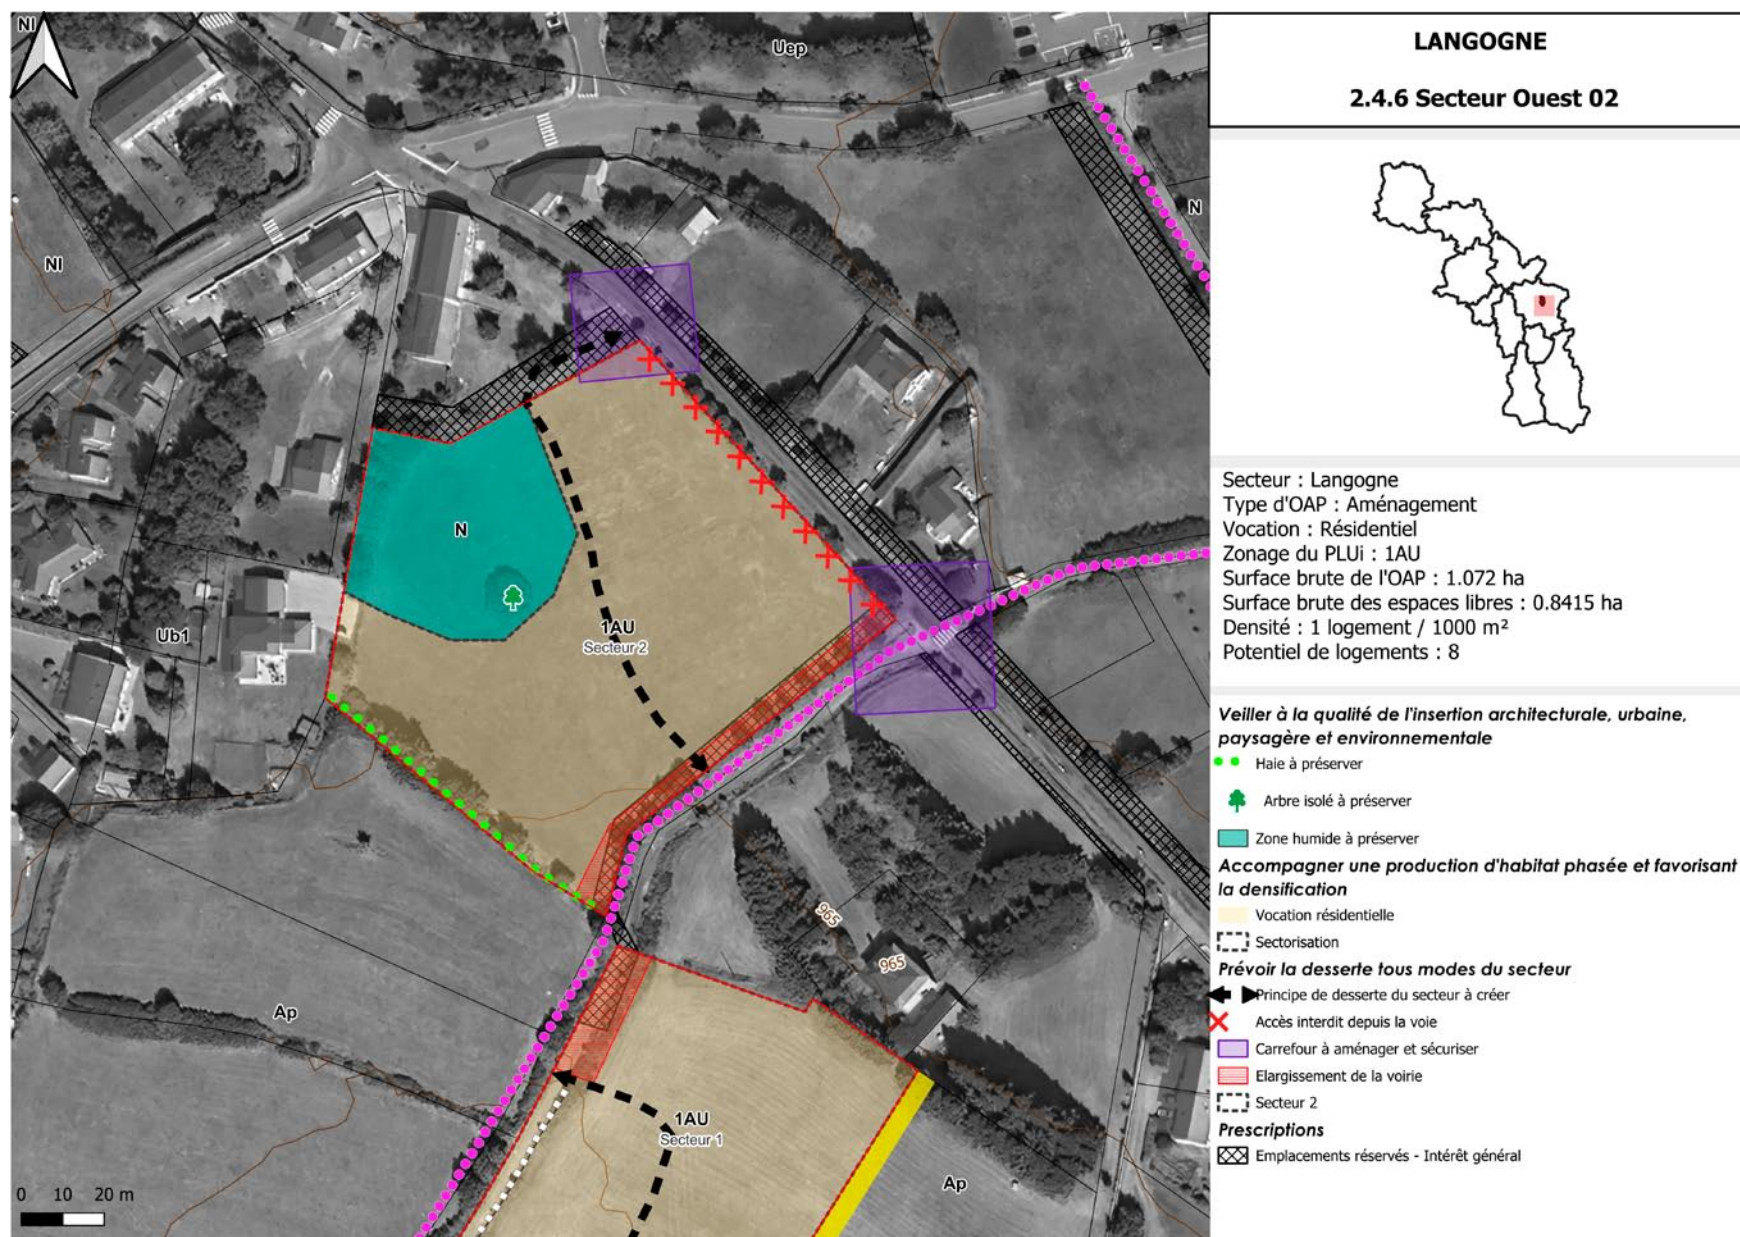 LANGOGNE
2.4.6 Secteur Ouest 02
Nl
Uep
N
Nl
N
1AU
Secteur 2
Ub1
965
965
Ap
1AU
Secteur 1
Ap
0 10 20 m
Secteur : Langogne
Type d'OAP : Aménagement
Vocation : Résidentiel
Zonage du PLUi : 1AU
Surface brute de l'OAP : 1.072 ha
Surface brute des espaces libres : 0.8415 ha
Densité : 1 logement / 1000 m²
Potentiel de logements : 8
Veiller à la qualité de l'insertion architecturale, urbaine,
paysagère et environnementale
Haie à préserver
Arbre isolé à préserver
Zone humide à préserver
Accompagner une production d'habitat phasée et favorisant
la densification
Vocation résidentielle
Sectorisation
Prévoir la desserte tous modes du secteur
Principe de desserte du secteur à créer
Accès interdit depuis la voie
Carrefour à aménager et sécuriser
Elargissement de la voirie
Secteur 2
Prescriptions
Emplacements réservés - Intérêt général